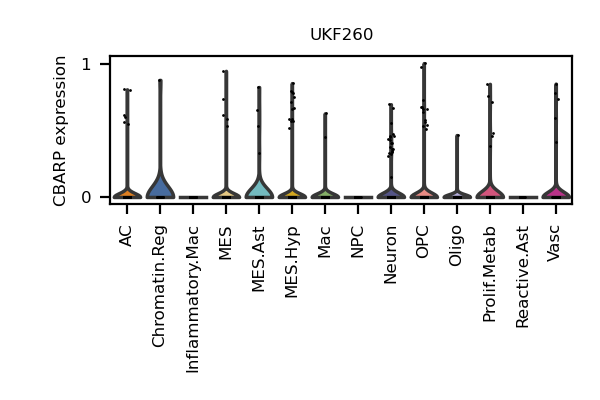 UKF260
CBARP expression
1
0
AC
Chromatin.Reg
Inflammatory.Mac
MES
MES.Ast
MES.Hyp
Mac
NPC
Neuron
OPC
Oligo
Prolif.Metab
Reactive.Ast
Vasc